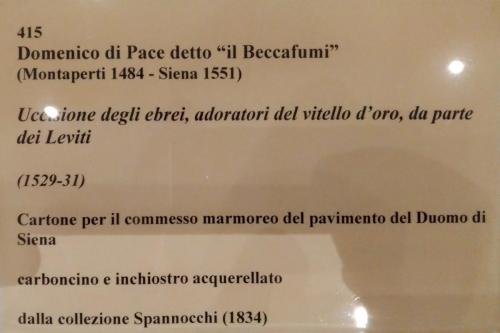 415
Domenico di Pace detto “il Beccafumi”
(Montaperti 1484 - Siena 1551)
Uccisione degli ebrei, adoratori del vitello d’oro, da parte
dei Leviti
(1529-31)
Cartone per il commesso marmoreo del pavimento del Duomo di
Siena
carboncino e inchiostro acquerellato
dalla collezione Spannocchi (1834)